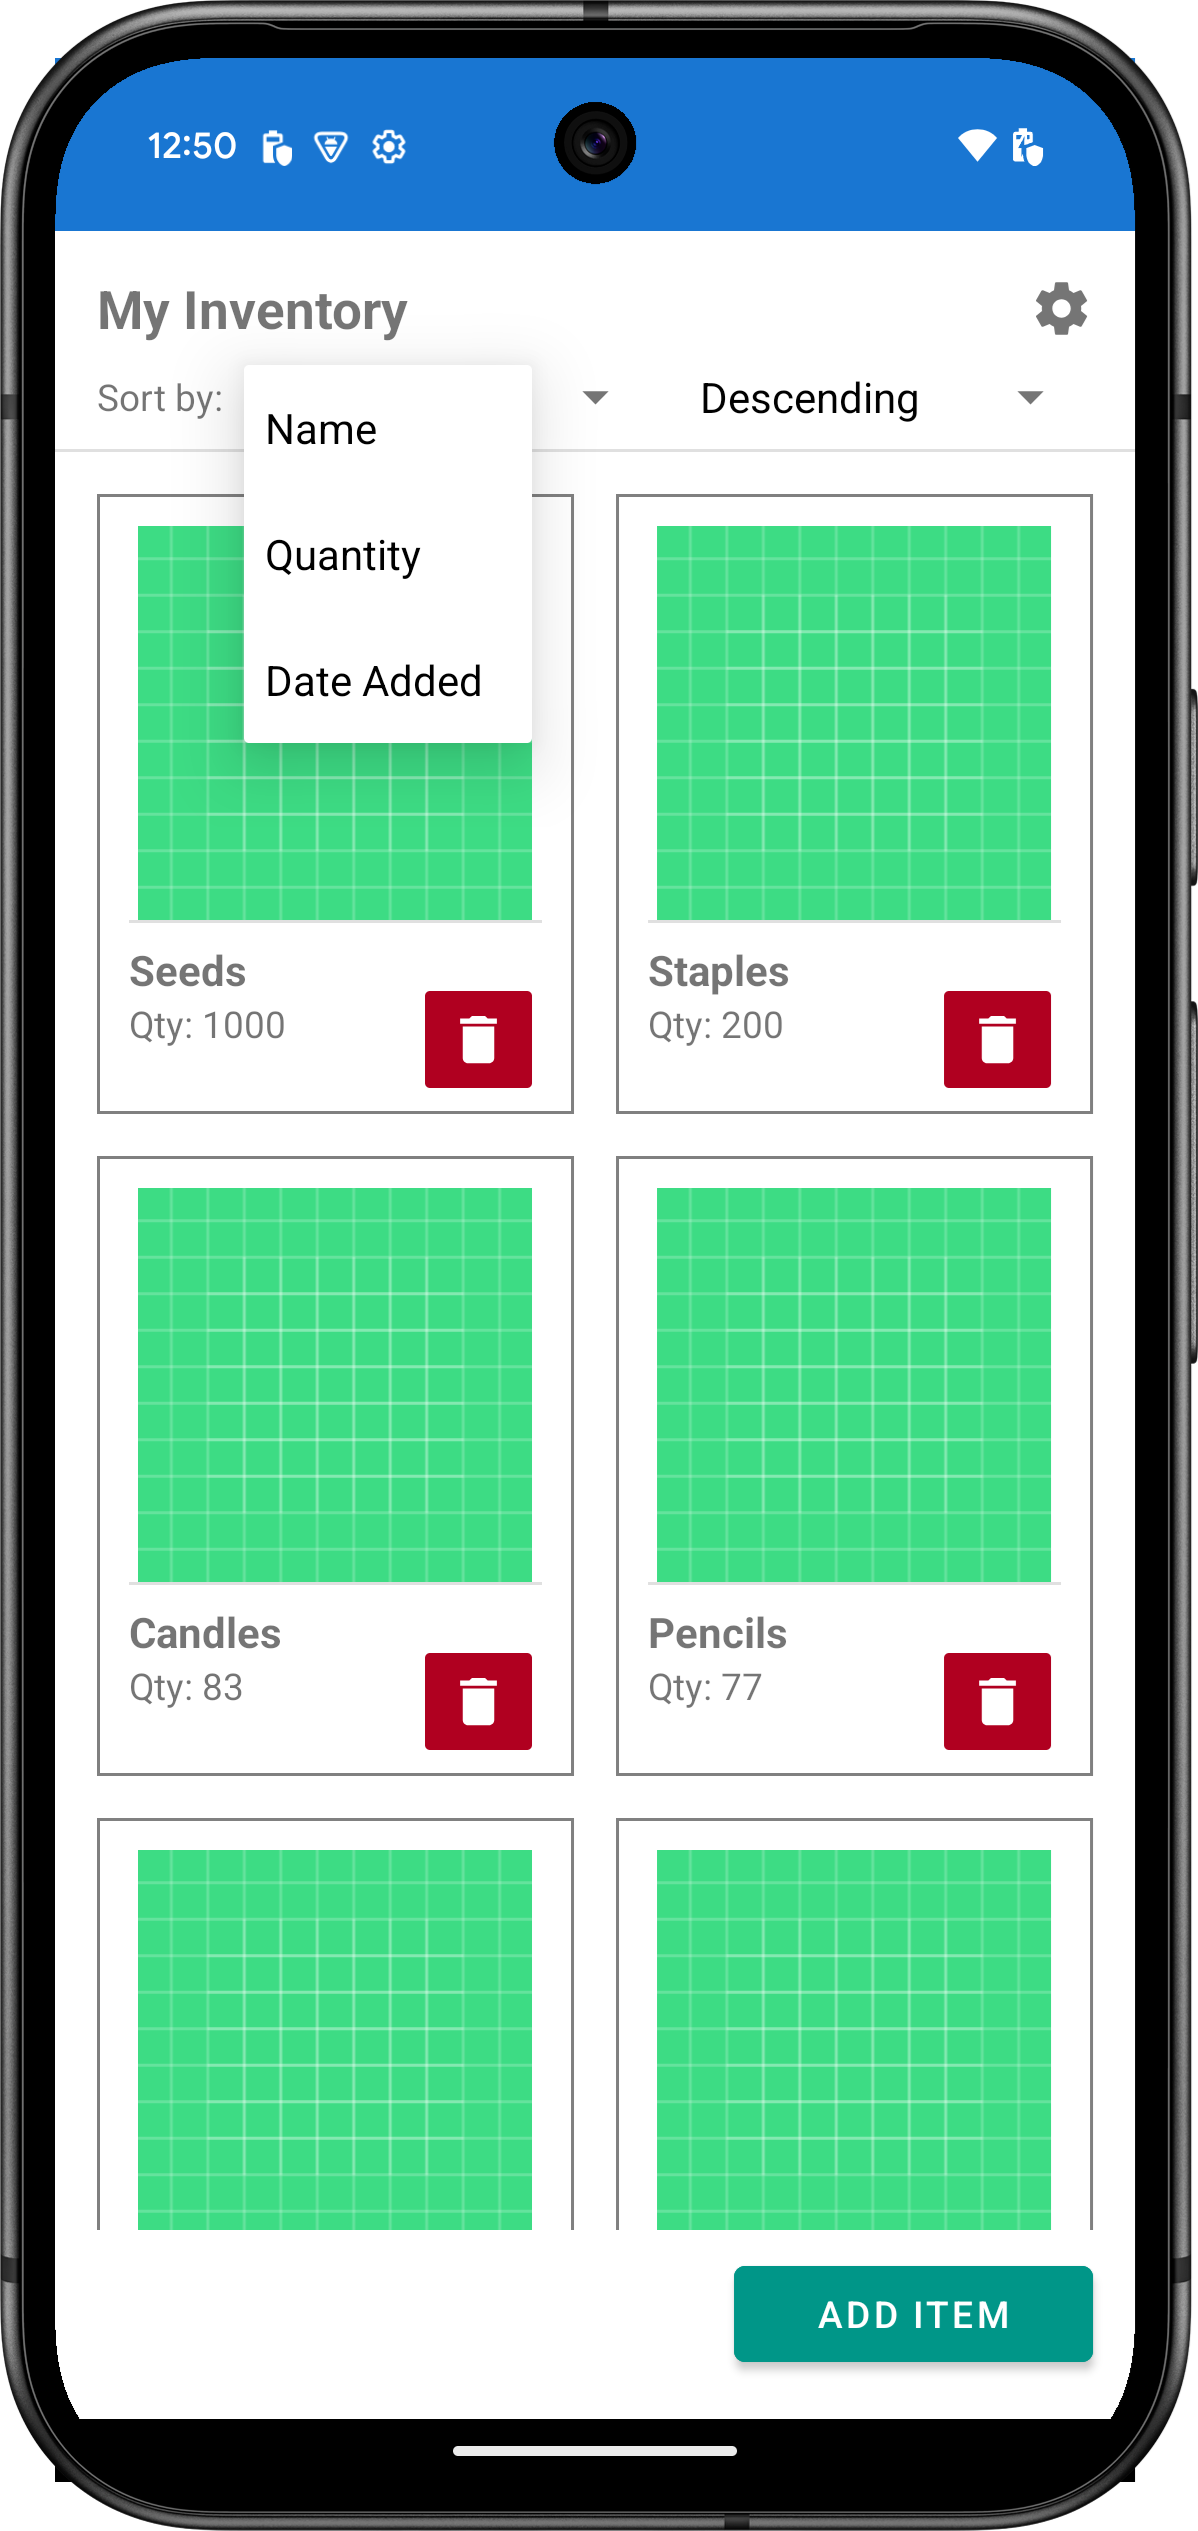 12:50
My Inventory
Sort by:
Descending
Name
Quantity
Date Added
Seeds
Qty: 1000
Staples
Qty: 200
Candles
Qty: 83
Pencils
Qty: 77
ADD ITEM